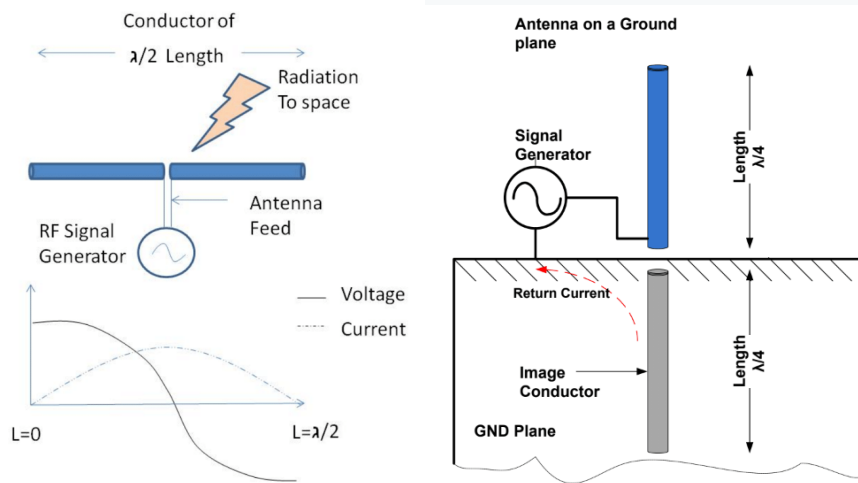 Conductor of
λ/2 Length
Radiation
To space
Antenna
Feed
RF Signal
Generator
Voltage
Current
L=0
L=λ/2
Antenna on a Ground
plane
Signal
Generator
Length
λ/4
Return Current
Image
Conductor
Length
λ/4
GND Plane